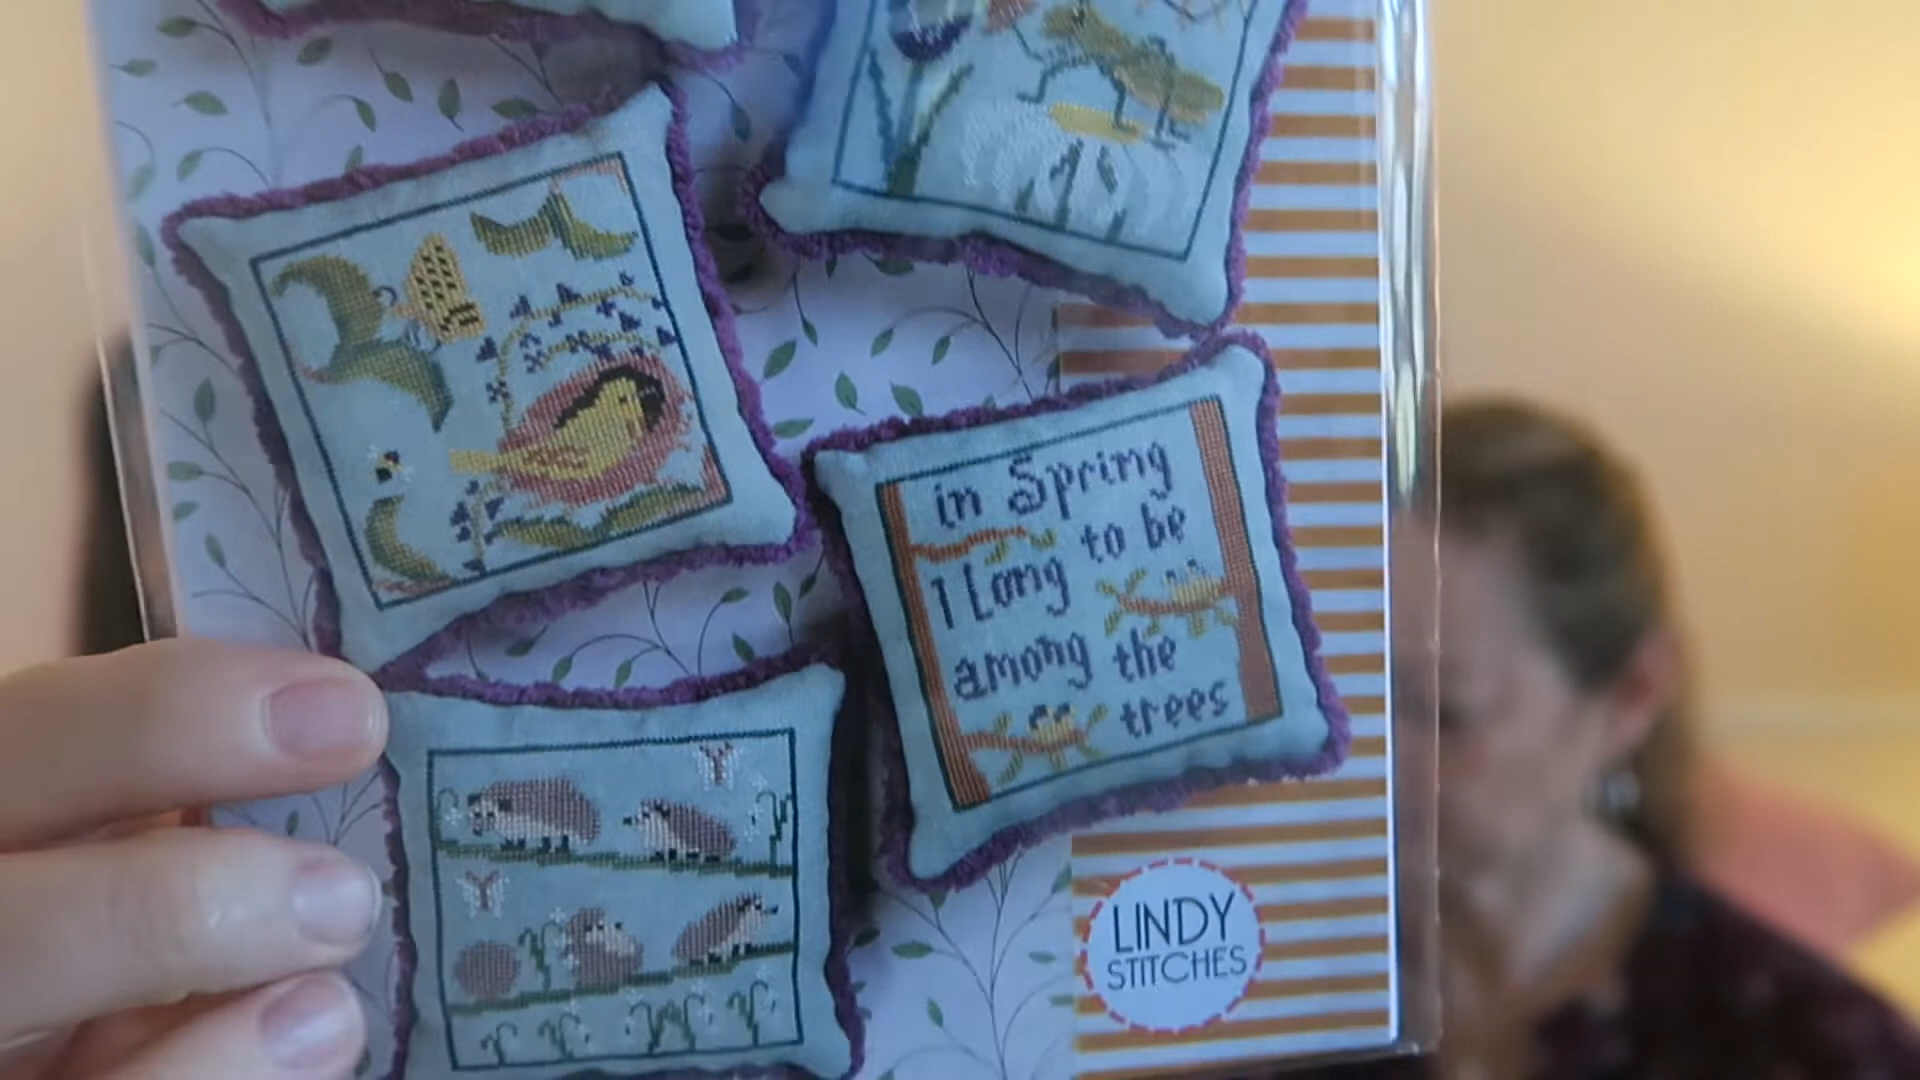 in Spring
to be
I Long
among the
trees
LINDY
STITCHES